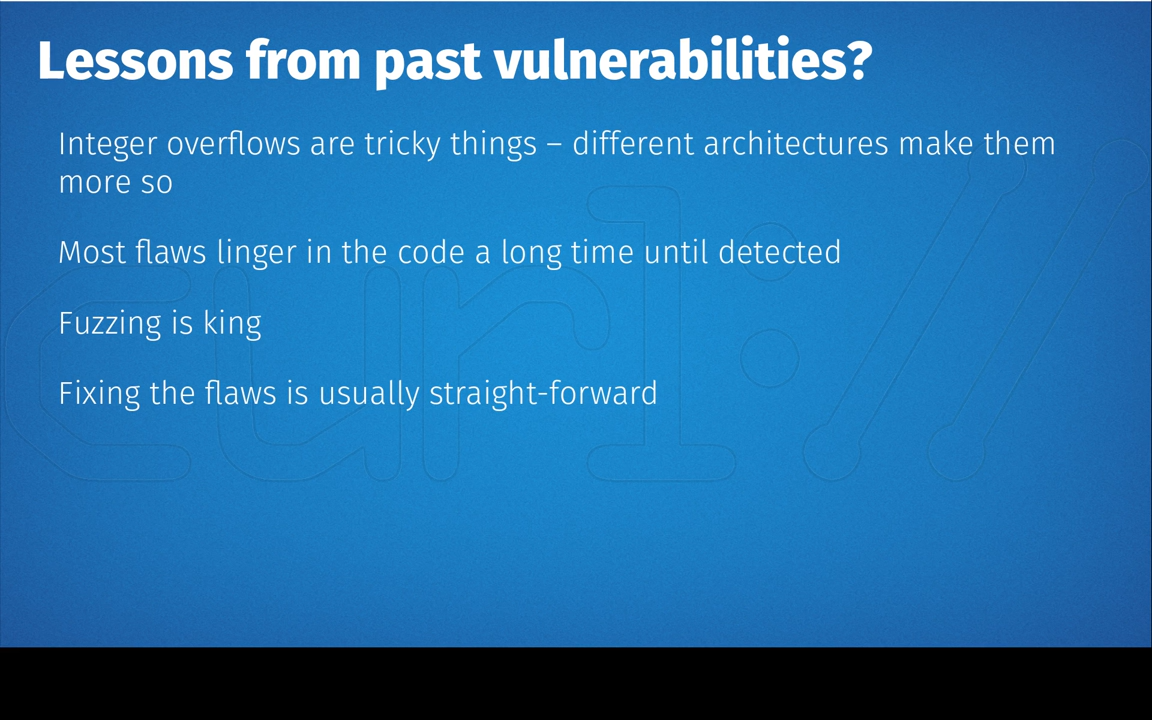 Lessons from past vulnerabilities?
Integer overflows are tricky things – different architectures make them
more so
Most flaws linger in the code a long time until detected
Fuzzing is king
Fixing the flaws is usually straight-forward
curl://